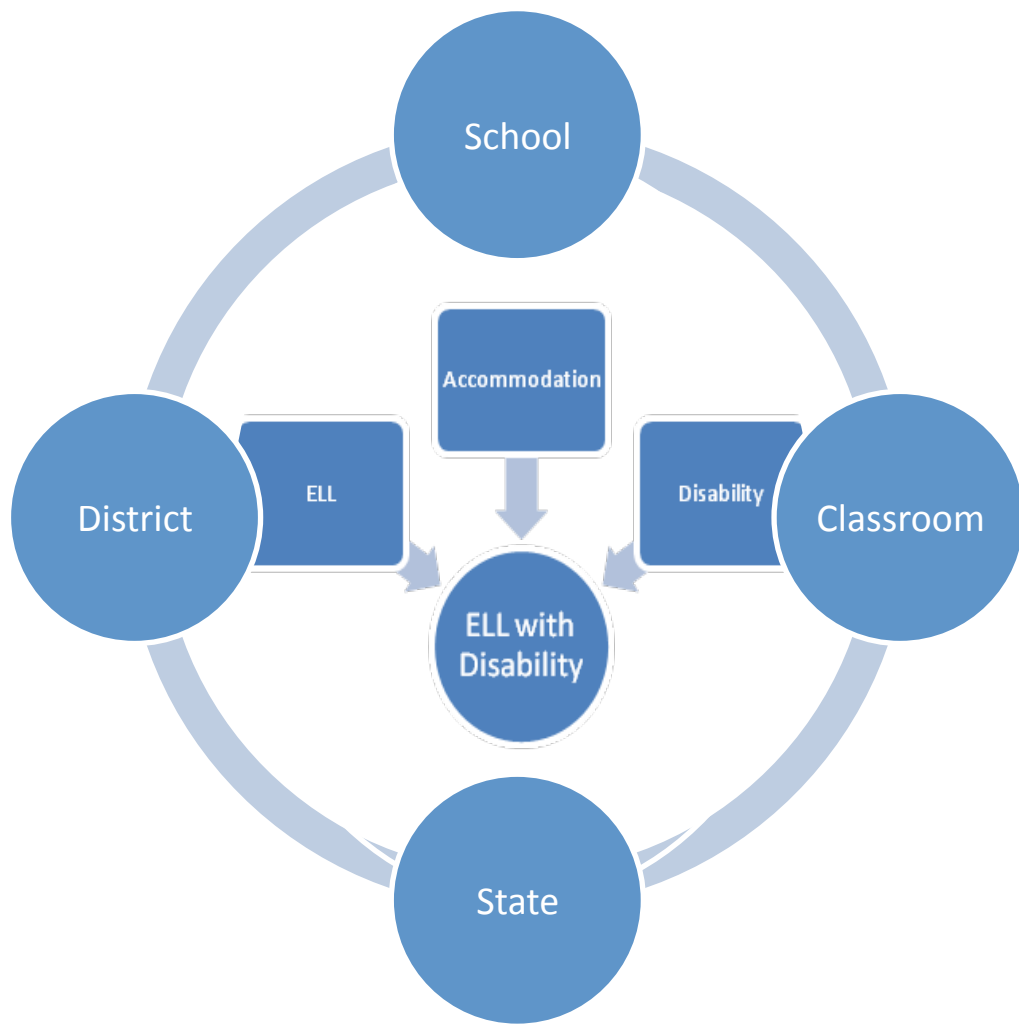 School
Accommodation
ELL
Disability
District
Classroom
ELL with
Disability
State